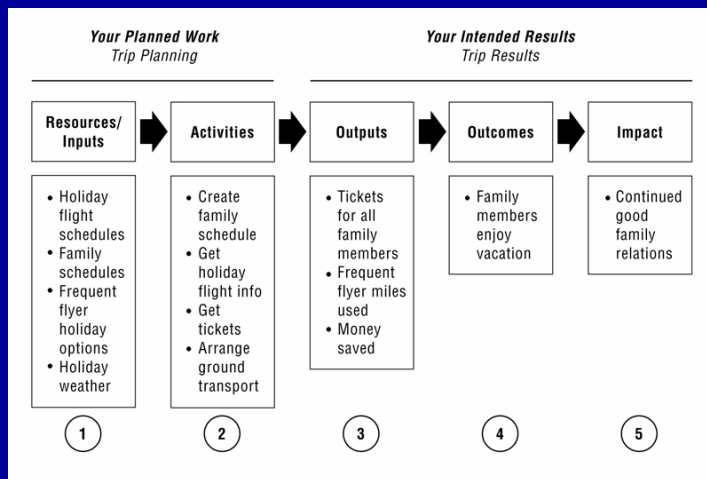 Your Planned Work
Trip Planning
Your Intended Results
Trip Results
Resources/
Inputs
Activities
Outputs
Outcomes
Impact
• Holiday
flight
schedules
• Family
schedules
• Frequent
flyer
holiday
options
• Holiday
weather
• Create
family
schedule
• Get
holiday
flight info
• Get
tickets
• Arrange
ground
transport
• Tickets
for all
family
members
• Frequent
flyer miles
used
• Money
saved
• Family
members
enjoy
vacation
• Continued
good
family
relations
1
2
3
4
5